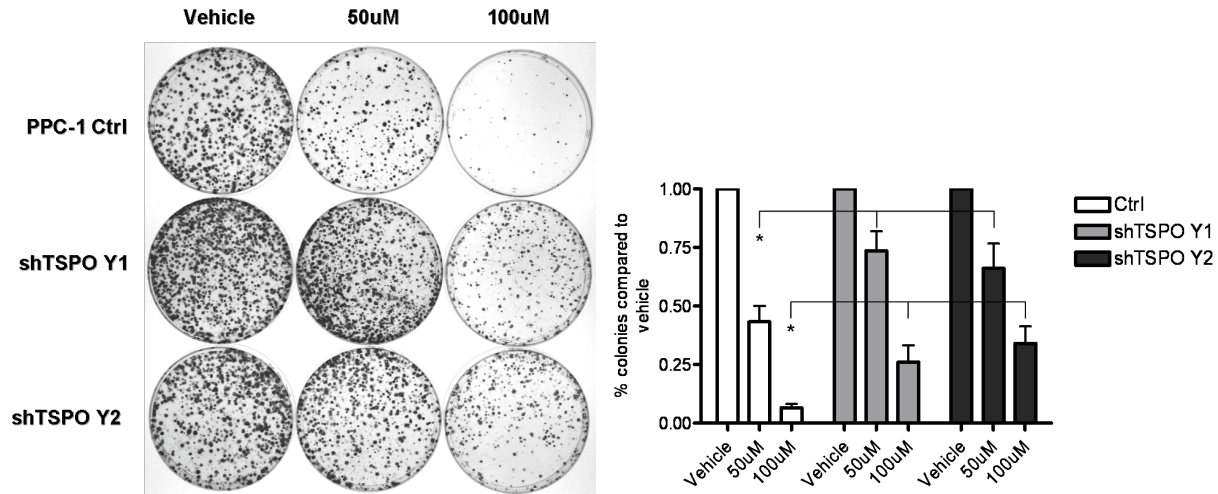 Vehicle 50uM 100uM
PPC-1 Ctrl
shTSPO Y1
shTSPO Y2
% colonies compared to
vehicle
1.00
0.75
0.50
0.25
0.00
*
*
Vehicle
50uM
100uM
Vehicle
50uM
100uM
Vehicle
50uM
100uM
Ctrl
shTSPO Y1
shTSPO Y2